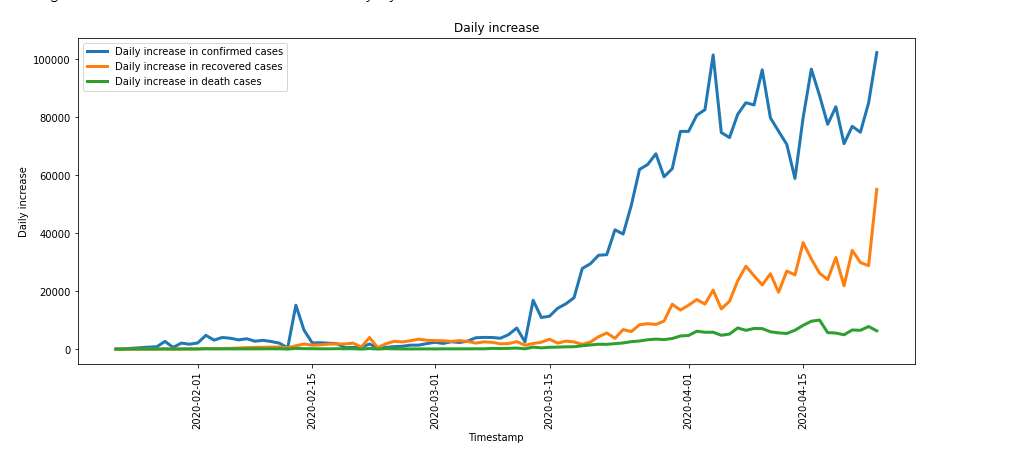 Daily increase
Daily increase in confirmed cases
Daily increase in recovered cases
Daily increase in death cases
100000
80000
60000
40000
20000
0
Daily increase
2020-02-01
2020-02-15
2020-03-01
2020-03-15
2020-04-01
2020-04-15
Timestamp